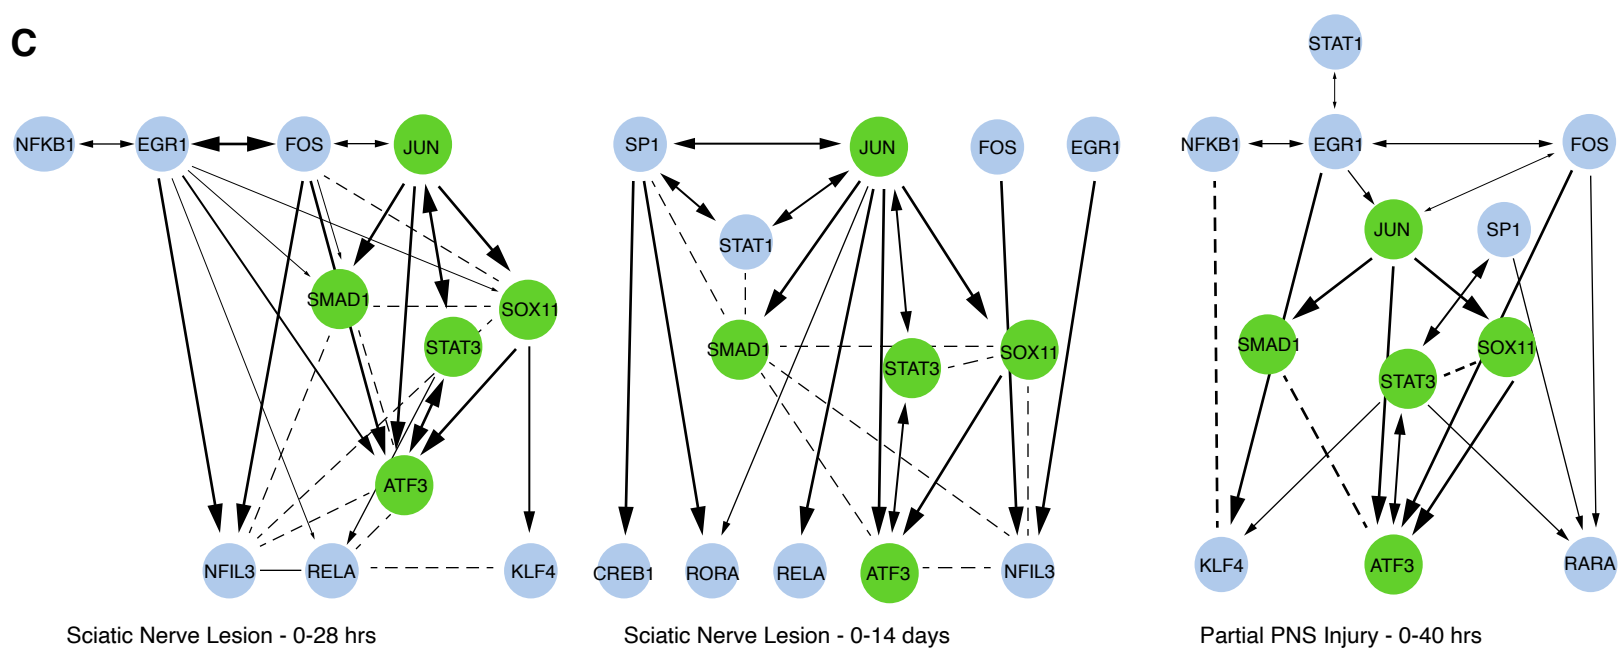 C
NFKB1
EGR1
FOS
JUN
SMAD1
SOX11
STAT3
ATF3
NFIL3
RELA
KLF4
Sciatic Nerve Lesion - 0-28 hrs
SP1
JUN
FOS
EGR1
STAT1
SMAD1
STAT3
SOX11
CREB1
RORA
RELA
ATF3
NFIL3
Sciatic Nerve Lesion - 0-14 days
STAT1
NFKB1
EGR1
FOS
JUN
SP1
SMAD1
SOX11
STAT3
KLF4
ATF3
RARA
Partial PNS Injury - 0-40 hrs